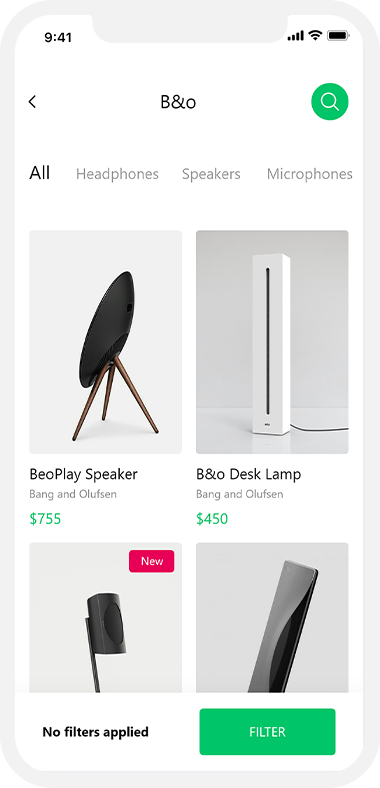 9:41
B&o
All Headphones Speakers Microphones
BeoPlay Speaker
Bang and Olufsen
$755
B&o Desk Lamp
Bang and Olufsen
$450
New
No filters applied
FILTER